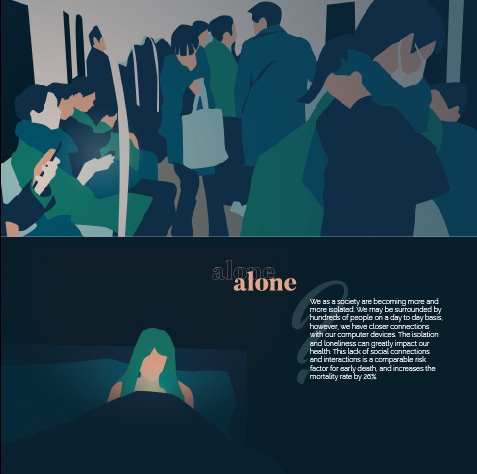 alone
alone
?
We as a society are becoming more and
more isolated. We may be surrounded by
hundreds of people on a day to day basis,
however, we have closer connections
with our computer devices. The isolation
and loneliness can greatly impact our
health. This lack of social connections
and interactions is a comparable risk
factor for early death, and increases the
mortality rate by 26%.